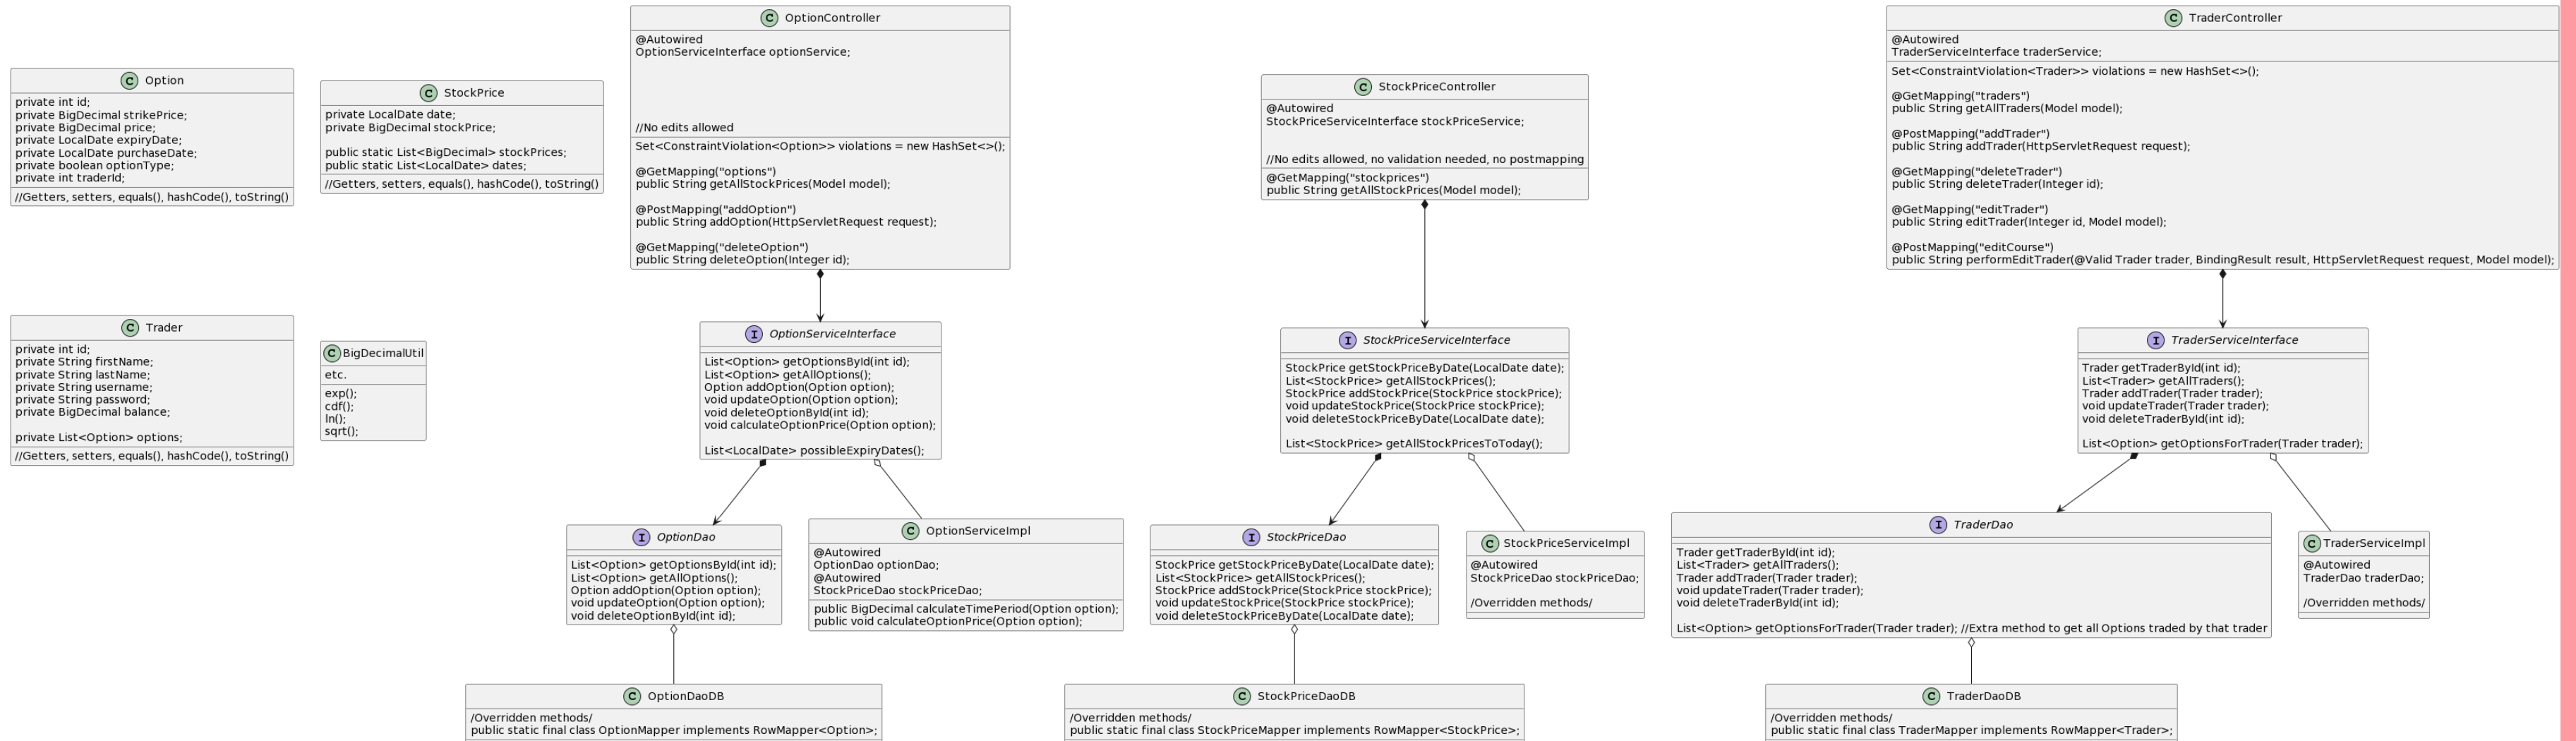 C OptionController
@Autowired
OptionServiceInterface optionService;
//No edits allowed
Set<ConstraintViolation<Option>> violations = new HashSet<>();
@GetMapping("options")
public String getAllStockPrices(Model model);
@PostMapping("addOption")
public String addOption(HttpServletRequest request);
@GetMapping("deleteOption")
public String deleteOption(Integer id);
C TraderController
@Autowired
TraderServiceInterface traderService;
Set<ConstraintViolation<Trader>> violations = new HashSet<>();
@GetMapping("traders")
public String getAllTraders(Model model);
@PostMapping("addTrader")
public String addTrader(HttpServletRequest request);
@GetMapping("deleteTrader")
public String deleteTrader(Integer id);
@GetMapping("editTrader")
public String editTrader(Integer id, Model model);
@PostMapping("editCourse")
public String performEditTrader(@Valid Trader trader, BindingResult result, HttpServletRequest request, Model model);
C Option
private int id;
private BigDecimal strikePrice;
private BigDecimal price;
private LocalDate expiryDate;
private LocalDate purchaseDate;
private boolean optionType;
private int traderId;
//Getters, setters, equals(), hashCode(), toString()
C StockPrice
private LocalDate date;
private BigDecimal stockPrice;
public static List<BigDecimal> stockPrices;
public static List<LocalDate> dates;
//Getters, setters, equals(), hashCode(), toString()
C StockPriceController
@Autowired
StockPriceServiceInterface stockPriceService;
//No edits allowed, no validation needed, no postmapping
@GetMapping("stockprices")
public String getAllStockPrices(Model model);
C Trader
private int id;
private String firstName;
private String lastName;
private String username;
private String password;
private BigDecimal balance;
private List<Option> options;
//Getters, setters, equals(), hashCode(), toString()
C BigDecimalUtil
etc.
exp();
cdf();
ln();
sqrt();
I OptionServiceInterface
List<Option> getOptionsById(int id);
List<Option> getAllOptions();
Option addOption(Option option);
void updateOption(Option option);
void deleteOptionById(int id);
void calculateOptionPrice(Option option);
List<LocalDate> possibleExpiryDates();
I StockPriceServiceInterface
StockPrice getStockPriceByDate(LocalDate date);
List<StockPrice> getAllStockPrices();
StockPrice addStockPrice(StockPrice stockPrice);
void updateStockPrice(StockPrice stockPrice);
void deleteStockPriceByDate(LocalDate date);
List<StockPrice> getAllStockPricesToToday();
I TraderServiceInterface
Trader getTraderById(int id);
List<Trader> getAllTraders();
Trader addTrader(Trader trader);
void updateTrader(Trader trader);
void deleteTraderById(int id);
List<Option> getOptionsForTrader(Trader trader);
I OptionDao
List<Option> getOptionsById(int id);
List<Option> getAllOptions();
Option addOption(Option option);
void updateOption(Option option);
void deleteOptionById(int id);
C OptionServiceImpl
@Autowired
OptionDao optionDao;
@Autowired
StockPriceDao stockPriceDao;
public BigDecimal calculateTimePeriod(Option option);
public void calculateOptionPrice(Option option);
I StockPriceDao
StockPrice getStockPriceByDate(LocalDate date);
List<StockPrice> getAllStockPrices();
StockPrice addStockPrice(StockPrice stockPrice);
void updateStockPrice(StockPrice stockPrice);
void deleteStockPriceByDate(LocalDate date);
C StockPriceServiceImpl
@Autowired
StockPriceDao stockPriceDao;
/Overridden methods/
I TraderDao
Trader getTraderById(int id);
List<Trader> getAllTraders();
Trader addTrader(Trader trader);
void updateTrader(Trader trader);
void deleteTraderById(int id);
List<Option> getOptionsForTrader(Trader trader); //Extra method to get all Options traded by that trader
C TraderServiceImpl
@Autowired
TraderDao traderDao;
/Overridden methods/
C OptionDaoDB
/Overridden methods/
public static final class OptionMapper implements RowMapper<Option>;
C StockPriceDaoDB
/Overridden methods/
public static final class StockPriceMapper implements RowMapper<StockPrice>;
C TraderDaoDB
/Overridden methods/
public static final class TraderMapper implements RowMapper<Trader>;